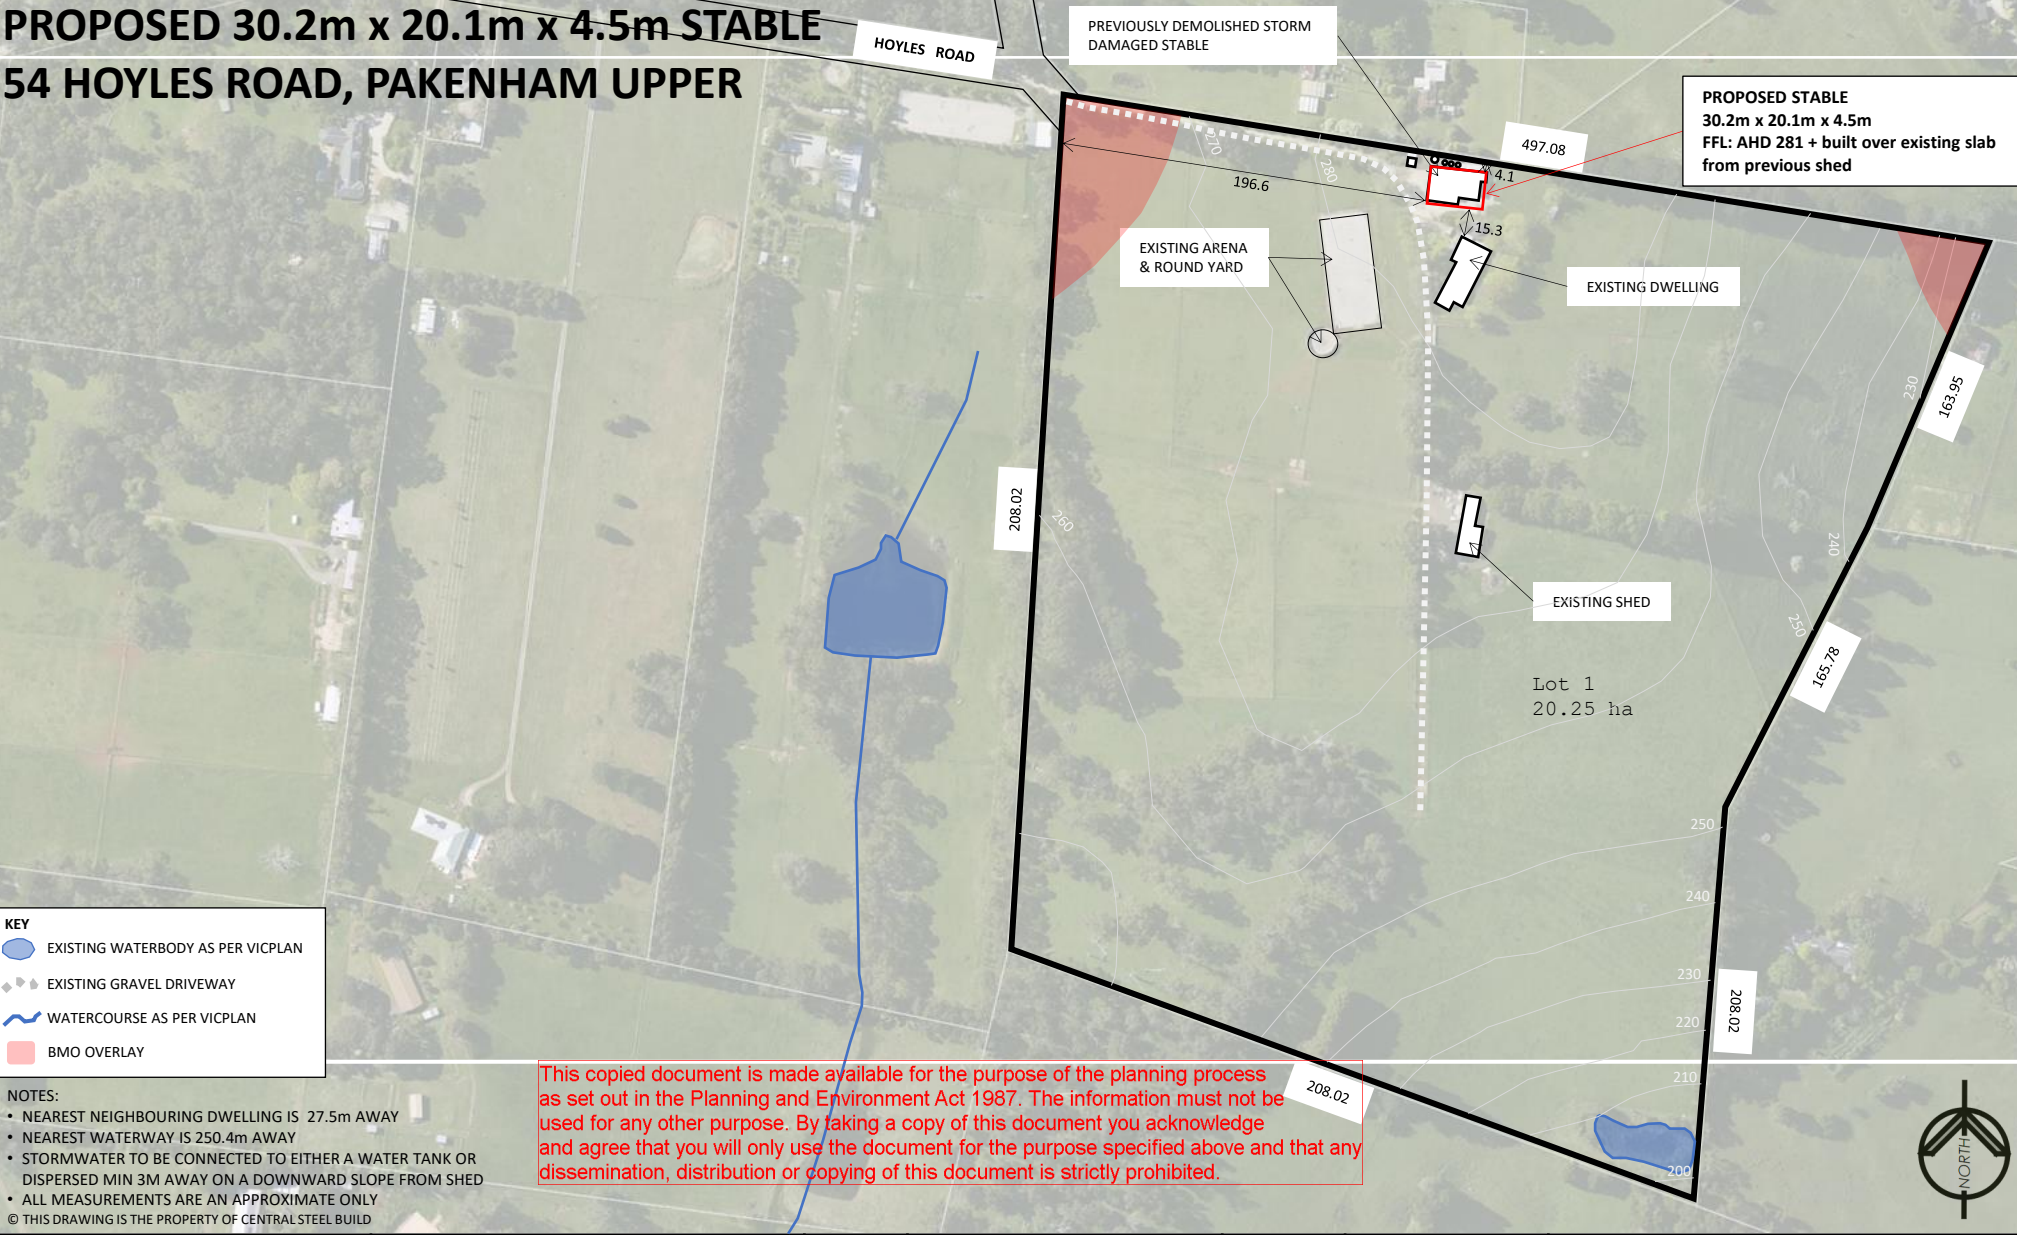 PROPOSED 30.2m x 20.1m x 4.5m STABLE
54 HOYLES ROAD, PAKENHAM UPPER
HOYLES ROAD
PREVIOUSLY DEMOLISHED STORM
DAMAGED STABLE
PROPOSED STABLE
30.2m x 20.1m x 4.5m
FFL: AHD 281 + built over existing slab
from previous shed
497.08
270
280
196.6
4.1
15.3
EXISTING ARENA
& ROUND YARD
EXISTING DWELLING
230
163.95
208.02
260
240
EXISTING SHED
250
165.78
Lot 1
20.25 ha
250
240
230
208.02
220
210
208.02
200
KEY
EXISTING WATERBODY AS PER VICPLAN
EXISTING GRAVEL DRIVEWAY
WATERCOURSE AS PER VICPLAN
BMO OVERLAY
NOTES:
• NEAREST NEIGHBOURING DWELLING IS 27.5m AWAY
• NEAREST WATERWAY IS 250.4m AWAY
• STORMWATER TO BE CONNECTED TO EITHER A WATER TANK OR
DISPERSED MIN 3M AWAY ON A DOWNWARD SLOPE FROM SHED
• ALL MEASUREMENTS ARE AN APPROXIMATE ONLY
© THIS DRAWING IS THE PROPERTY OF CENTRAL STEEL BUILD
This copied document is made available for the purpose of the planning process
as set out in the Planning and Environment Act 1987. The information must not be
used for any other purpose. By taking a copy of this document you acknowledge
and agree that you will only use the document for the purpose specified above and that any
dissemination, distribution or copying of this document is strictly prohibited.
NORTH